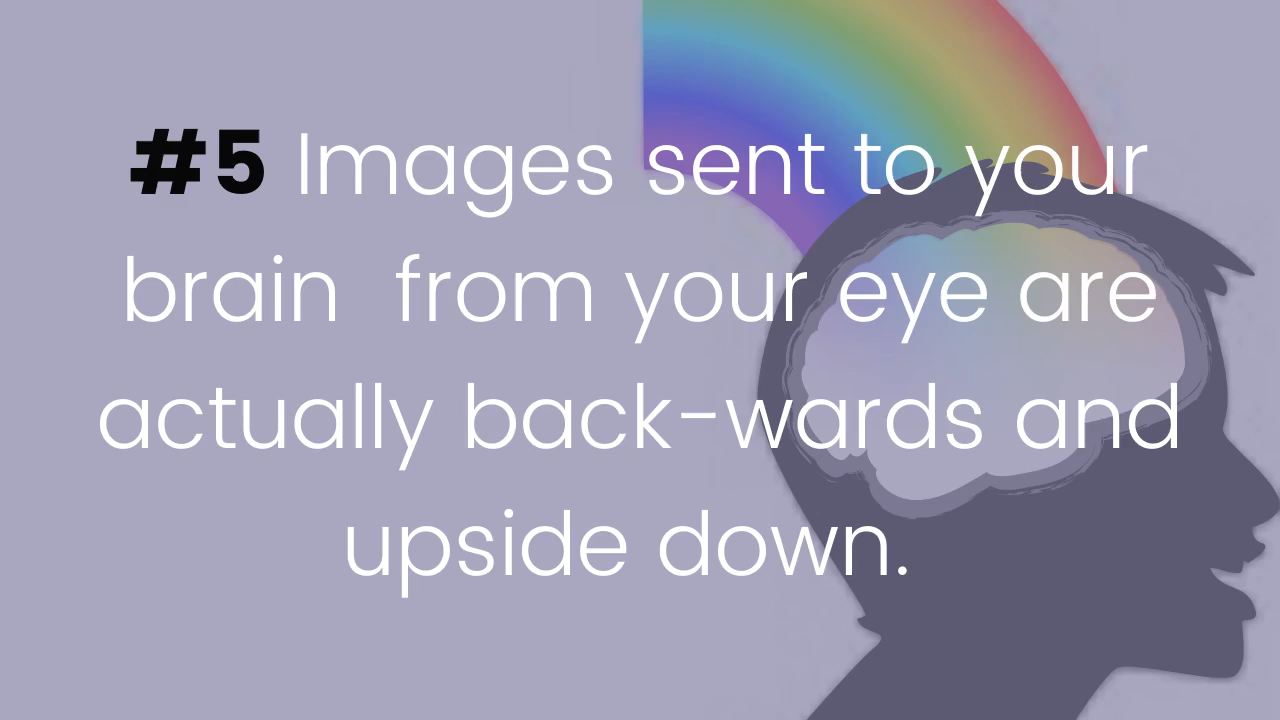 #5 Images sent to your
brain from your eye are
actually back-wards and
upside down.